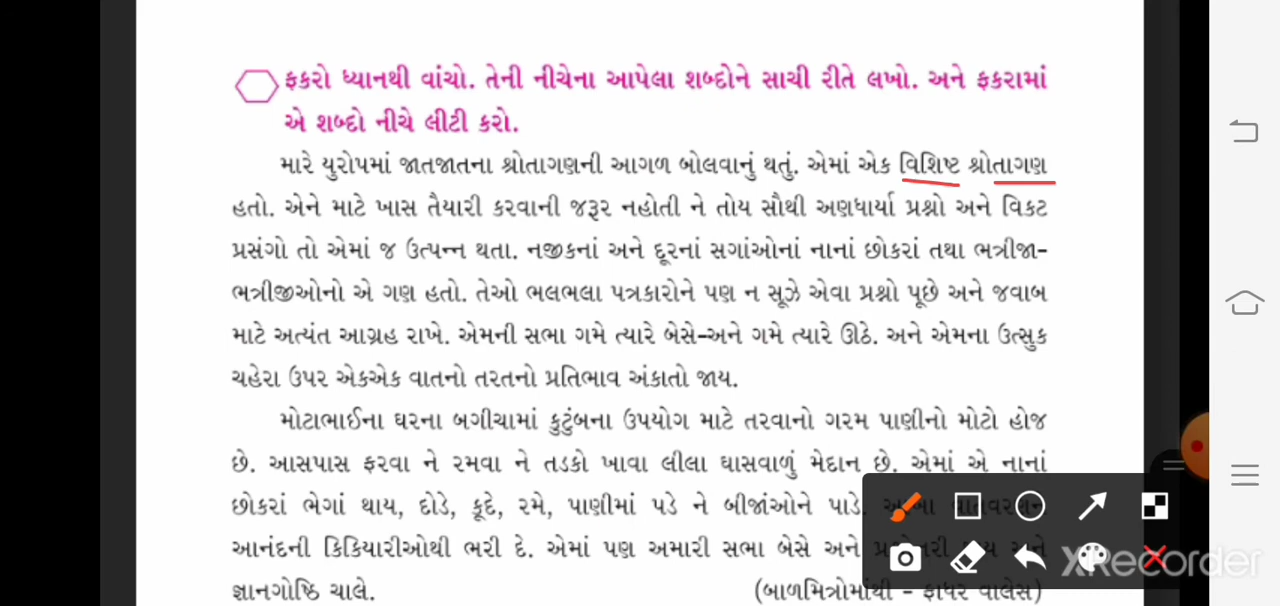 ફકરો ધ્યાનથી વાંચો. તેની નીચેના આપેલા શબ્દોને સાચી રીતે લખો. અને ફકરામાં
એ શબ્દો નીચે લીટી કરો.
મારે યુરોપમાં જાતજાતના શ્રોતાગણની આગળ બોલવાનું થતું. એમાં એક વિશિષ્ટ શ્રોતાગણ
હતો. એને માટે ખાસ તૈયારી કરવાની જરૂર નહોતી ને તોય સૌથી અણધાર્યા પ્રશ્નો અને વિકટ
પ્રસંગો તો એમાં જ ઉત્પન્ન થતા. નજીકનાં અને દૂરનાં સગાંઓનાં નાનાં છોકરાં તથા ભત્રીજા-
ભત્રીજીઓનો એ ગણ હતો. તેઓ ભલભલા પત્રકારોને પણ ન સૂઝે એવા પ્રશ્નો પૂછે અને જવાબ
માટે અત્યંત આગ્રહ રાખે. એમની સભા ગમે ત્યારે બેસે-અને ગમે ત્યારે ઊઠે. અને એમના ઉત્સુક
ચહેરા ઉપર એકએક વાતનો તરતનો પ્રતિભાવ અંકાતો જાય.
મોટાભાઈના ઘરના બગીચામાં કુટુંબના ઉપયોગ માટે તરવાનો ગરમ પાણીનો મોટો હોજ
છે. આસપાસ ફરવા ને રમવા ને તડકો ખાવા લીલા ઘાસવાળું મેદાન છે. એમાં એ નાનાં
છોકરાં ભેગાં થાય, દોડે, કૂદે, રમે, પાણીમાં પડે ને બીજાંઓને પાડે.
આનંદની કિકિયારીઓથી ભરી દે. એમાં પણ અમારી સભા બેસે અને
જ્ઞાનગોષ્ઠિ ચાલે. (બાળમિત્રોમાંથી - ફાધર વાલેસ)
XRecorder